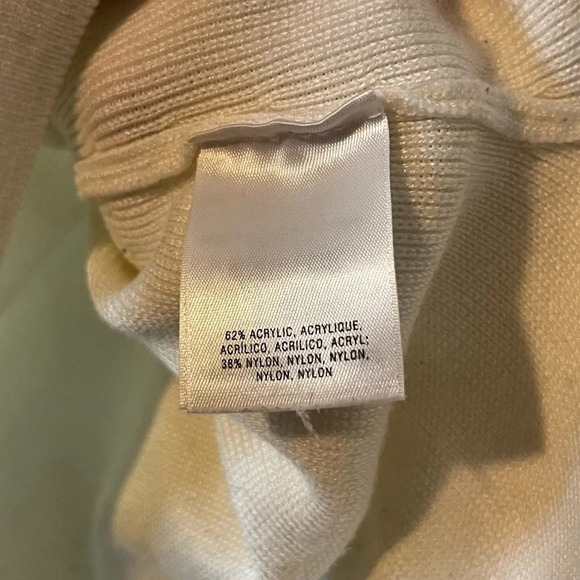 62% ACRYLIC, ACRYLIQUE,
ACRÍLICO, ACRILICO, ACRYL;
38% NYLON, NYLON, NYLON,
NYLON, NYLON